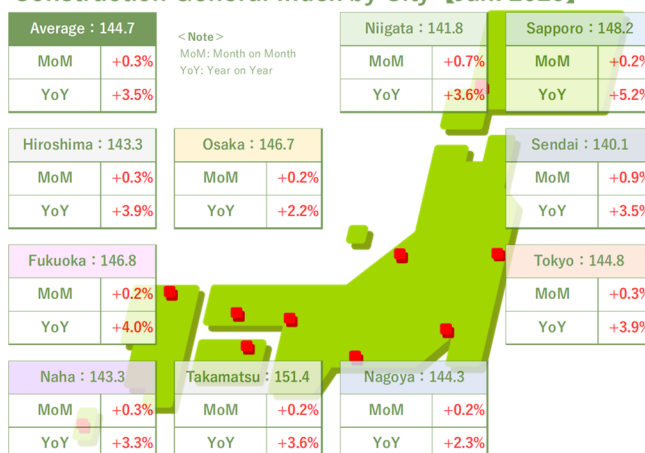 Construction General Index by City
Average：144.7
MoM +0.3%
YoY +3.5%
＜Note＞
MoM: Month on Month
YoY: Year on Year
Niigata：141.8
MoM +0.7%
YoY +3.6%
Sapporo：148.2
MoM +0.2%
YoY +5.2%
Hiroshima：143.3
MoM +0.3%
YoY +3.9%
Osaka：146.7
MoM +0.2%
YoY +2.2%
Sendai：140.1
MoM +0.9%
YoY +3.5%
Fukuoka：146.8
MoM +0.2%
YoY +4.0%
Tokyo：144.8
MoM +0.3%
YoY +3.9%
Naha：143.3
MoM +0.3%
YoY +3.3%
Takamatsu：151.4
MoM +0.2%
YoY +3.6%
Nagoya：144.3
MoM +0.2%
YoY +2.3%